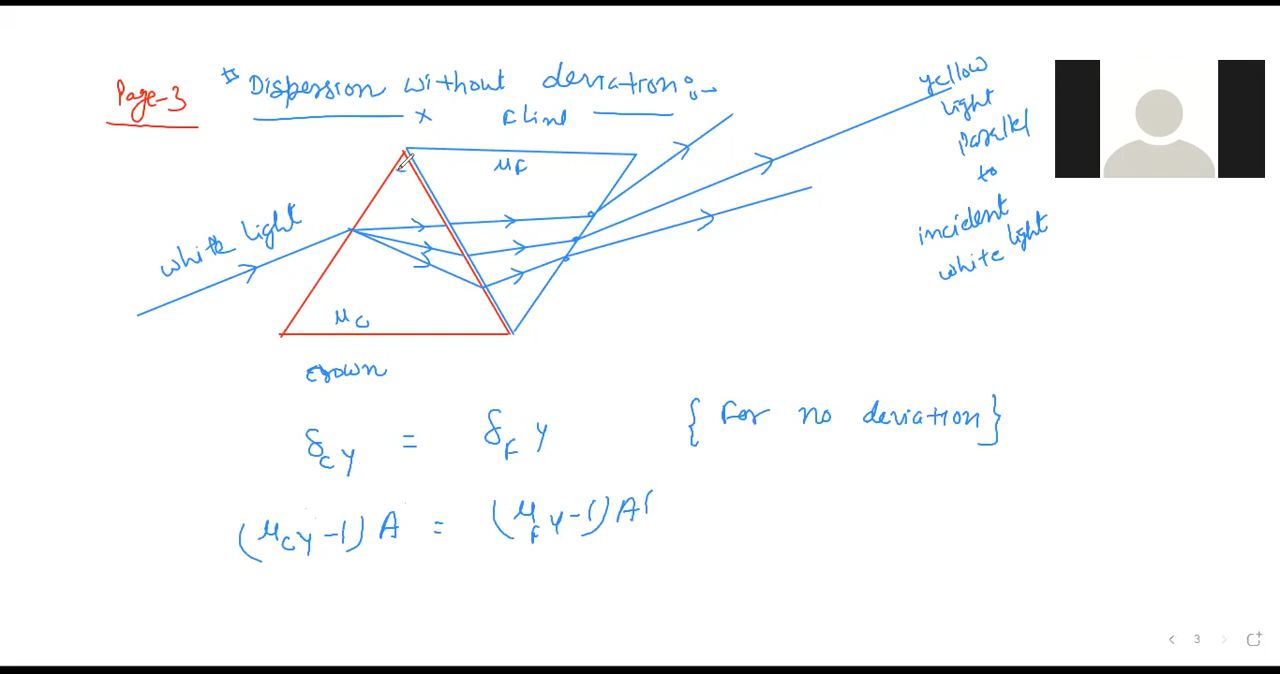 Page-3
Dispersion without deviation:-
Flint
μF
white light
yellow
light
parallel
to
incident
white light
μC
crown
δCy = δFy {For no deviation}
(μCy-1)A = (μFy-1)A'
3